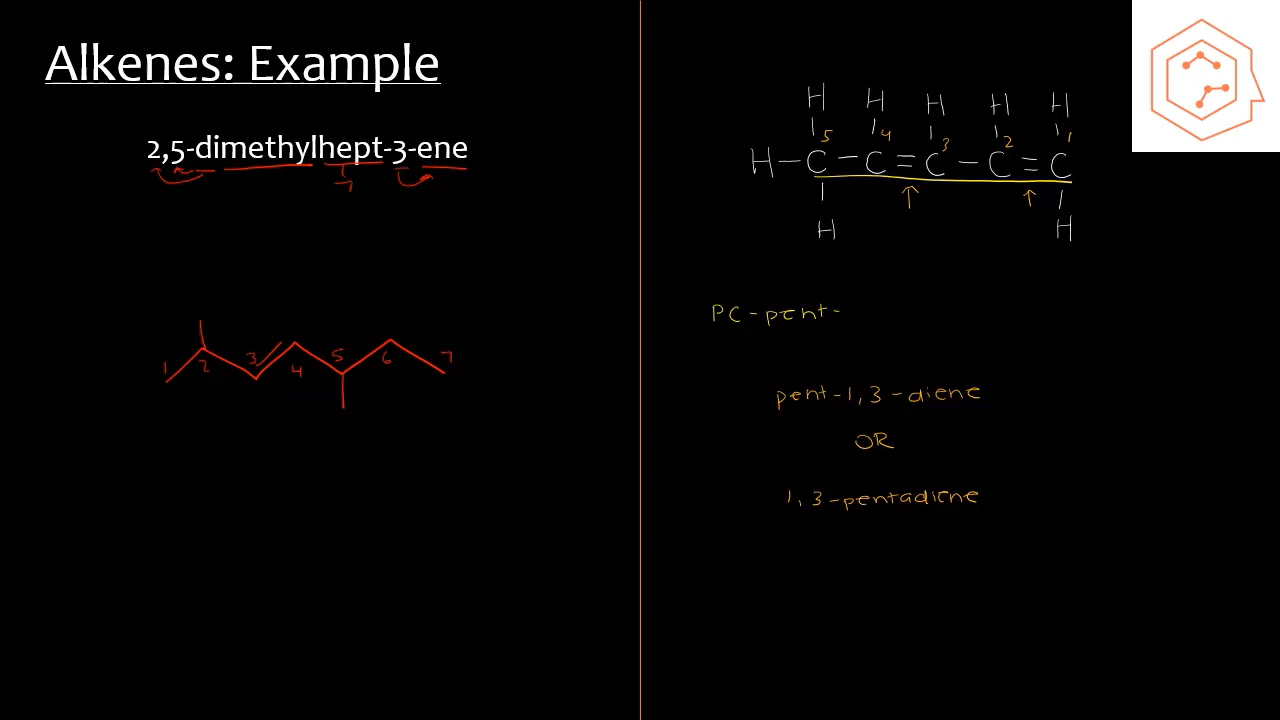 Alkenes: Example
2,5-dimethylhept-3-ene
7
1 2 3 4 5 6 7
H H H H H
5 4 3 2 1
H-C-C=C-C=C
H H
PC-pent-
pent-1,3-diene
OR
1,3-pentadiene